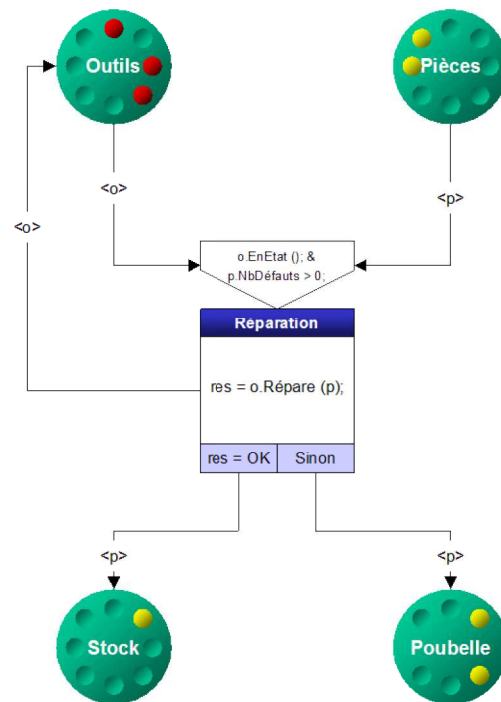 Outils
Pièces
<o>
<p>
<o>
o.EnEtat (); &
p.NbDéfauts > 0;
Réparation
res = o.Répare (p);
res = OK
Sinon
<p>
<p>
Stock
Poubelle